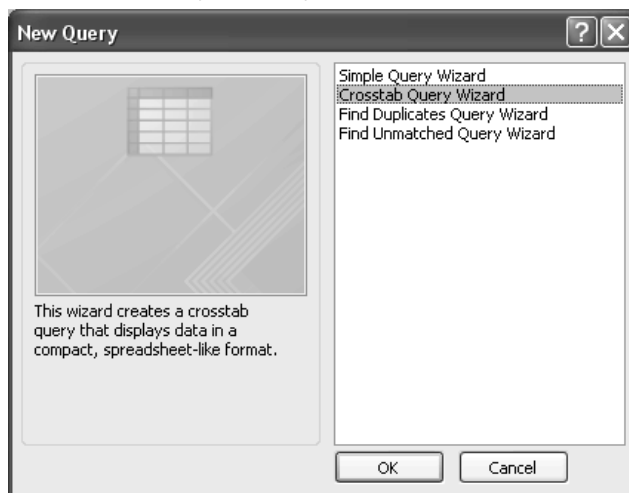 New Query
Simple Query Wizard
Crosstab Query Wizard
Find Duplicates Query Wizard
Find Unmatched Query Wizard
This wizard creates a crosstab
query that displays data in a
compact, spreadsheet-like format.
OK
Cancel